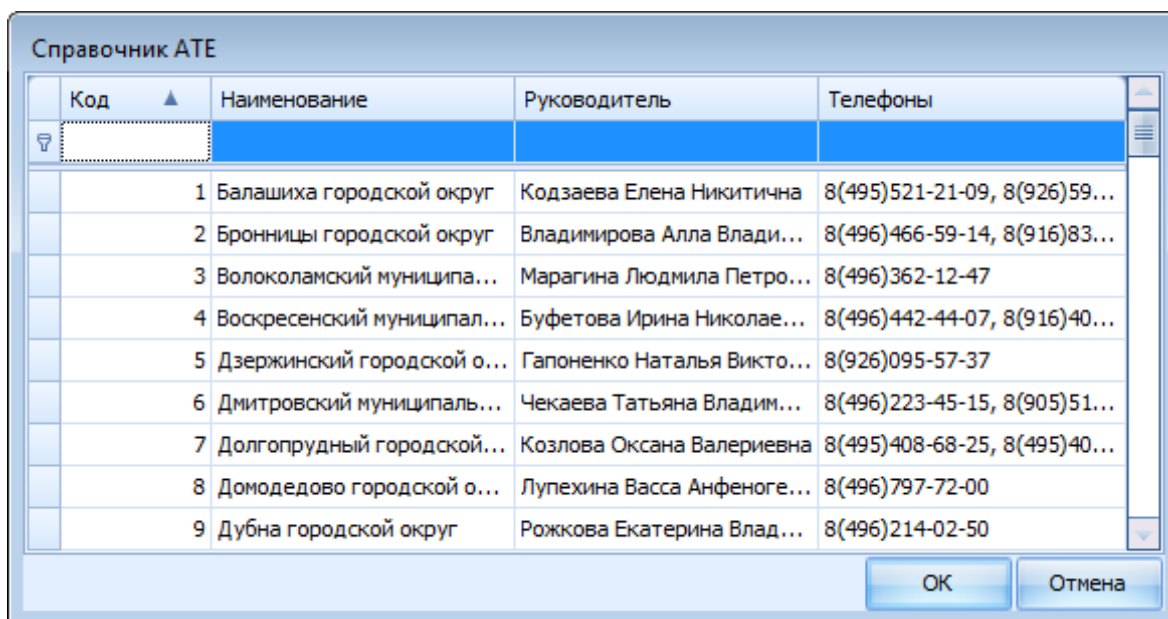 Справочник АТЕ
Код Наименование Руководитель Телефоны
1 Балашиха городской округ Кодзаева Елена Никитична 8(495)521-21-09, 8(926)59...
2 Бронницы городской округ Владимирова Алла Влади... 8(496)466-59-14, 8(916)83...
3 Волоколамский муниципа... Марагина Людмила Петро... 8(496)362-12-47
4 Воскресенский муниципал... Буфетова Ирина Николае... 8(496)442-44-07, 8(916)40...
5 Дзержинский городской о... Гапоненко Наталья Викто... 8(926)095-57-37
6 Дмитровский муниципаль... Чекаева Татьяна Владим... 8(496)223-45-15, 8(905)51...
7 Долгопрудный городской... Козлова Оксана Валериевна 8(495)408-68-25, 8(495)40...
8 Домодедово городской о... Лупехина Васса Анфеноге... 8(496)797-72-00
9 Дубна городской округ Рожкова Екатерина Влад... 8(496)214-02-50
ОК Отмена